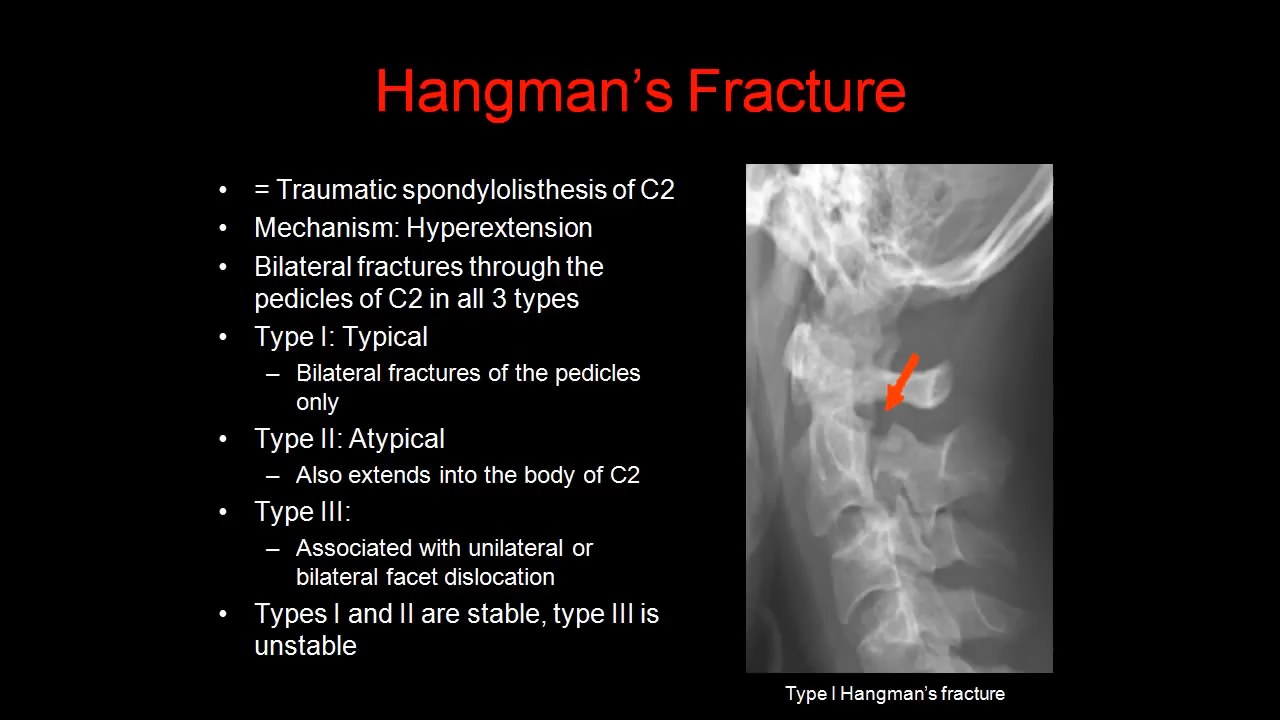 Hangman’s Fracture
• = Traumatic spondylolisthesis of C2
• Mechanism: Hyperextension
• Bilateral fractures through the
pedicles of C2 in all 3 types
• Type I: Typical
– Bilateral fractures of the pedicles
only
• Type II: Atypical
– Also extends into the body of C2
• Type III:
– Associated with unilateral or
bilateral facet dislocation
• Types I and II are stable, type III is
unstable
Type I Hangman’s fracture